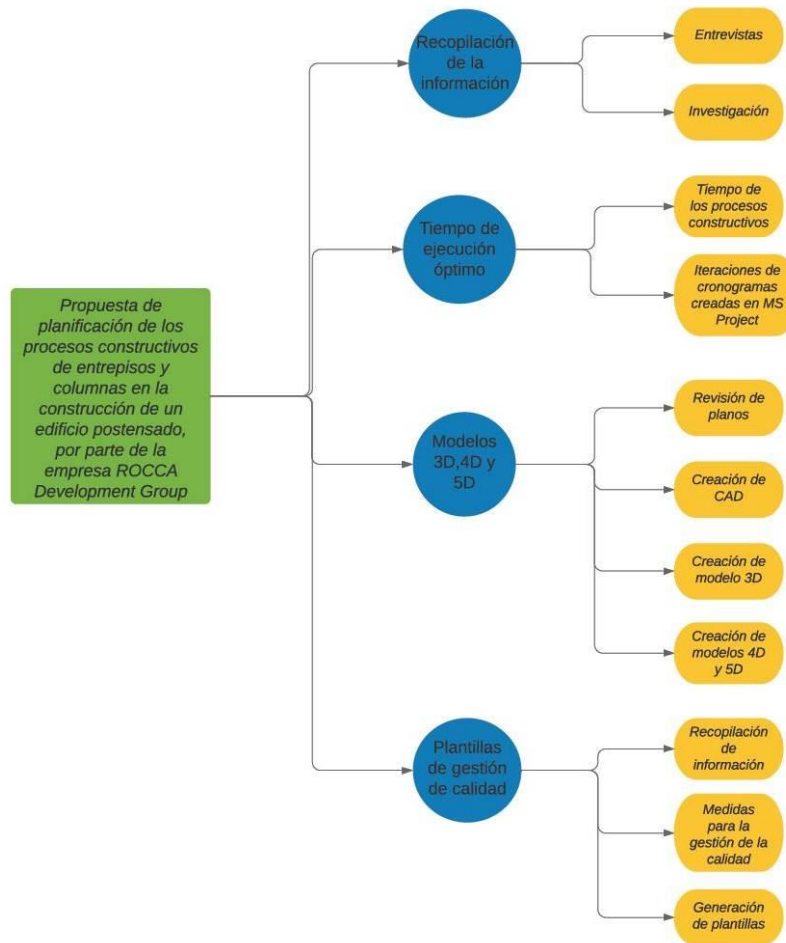 Propuesta de
planificación de los
procesos constructivos
de entrepisos y
columnas en la
construcción de un
edificio postensado,
por parte de la
empresa ROCCA
Development Group
Recopilación
de la
información
Entrevistas
Investigación
Tiempo de
ejecución
óptimo
Tiempo de
los procesos
constructivos
Iteraciones de
cronogramas
creadas en MS
Project
Modelos
3D,4D y
5D
Revisión de
planos
Creación de
CAD
Creación de
modelo 3D
Creación de
modelos 4D
y 5D
Plantillas
de gestión
de calidad
Recopilación
de
información
Medidas
para la
gestión de la
calidad
Generación
de plantillas